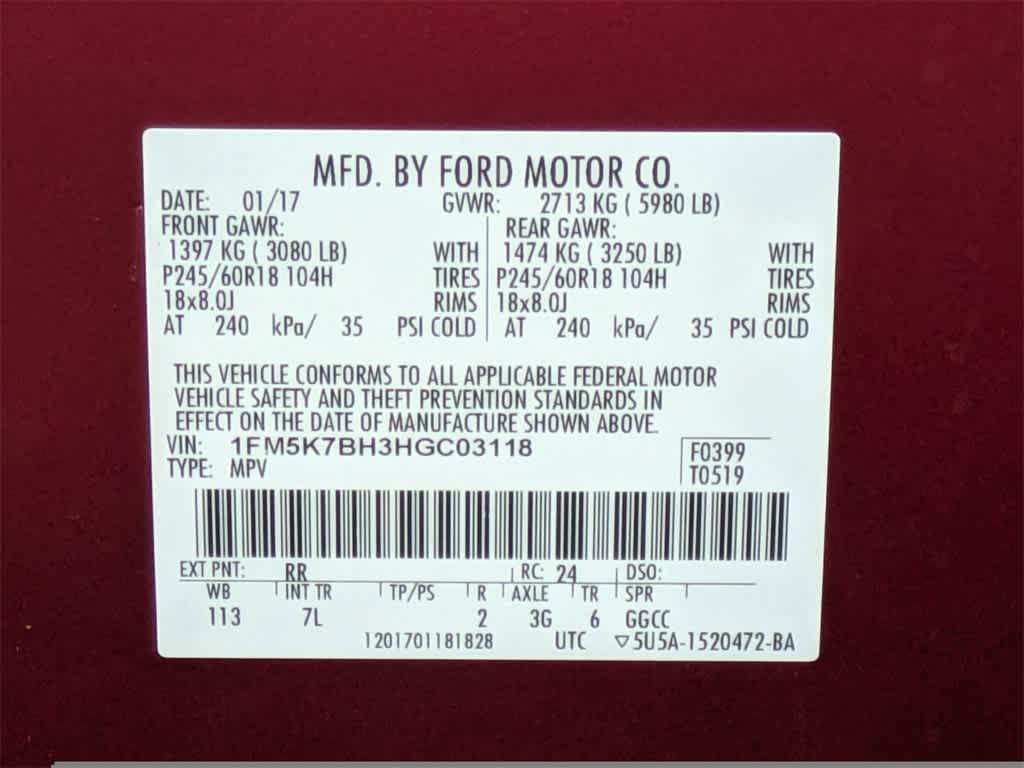 MFD. BY FORD MOTOR CO.
DATE: 01/17 GVWR: 2713 KG ( 5980 LB)
FRONT GAWR: REAR GAWR:
1397 KG ( 3080 LB) WITH 1474 KG ( 3250 LB) WITH
P245/60R18 104H TIRES P245/60R18 104H TIRES
18x8.0J RIMS 18x8.0J RIMS
AT 240 kPa/ 35 PSI COLD AT 240 kPa/ 35 PSI COLD
THIS VEHICLE CONFORMS TO ALL APPLICABLE FEDERAL MOTOR
VEHICLE SAFETY AND THEFT PREVENTION STANDARDS IN
EFFECT ON THE DATE OF MANUFACTURE SHOWN ABOVE.
VIN: 1FM5K7BH3HGC03118 F0399
TYPE: MPV T0519
EXT PNT: RR RC: 24 DSO:
WB INT TR TP/PS R AXLE TR SPR
113 7L 2 3G 6 GGCC
1201701181828 UTC ▽5U5A-1520472-BA